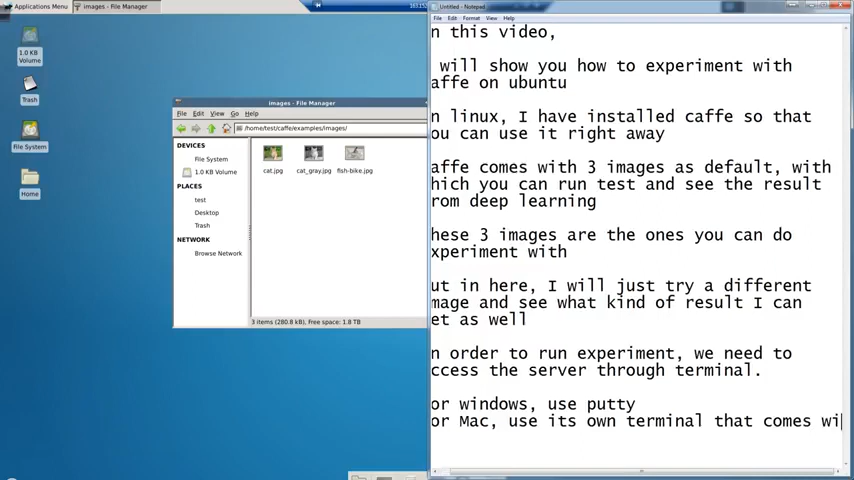 Applications Menu
images - File Manager
163.152
Untitled - Notepad
File Edit Format View Help
1.0 KB
Volume
Trash
File System
Home
images - File Manager
File Edit View Go Help
/home/test/caffe/examples/images/
DEVICES
File System
1.0 KB Volume
PLACES
test
Desktop
Trash
NETWORK
Browse Network
cat.jpg cat_gray.jpg fish-bike.jpg
3 items (280.8 kB), Free space: 1.8 TB
n this video,
will show you how to experiment with
affe on ubuntu
n linux, I have installed caffe so that
ou can use it right away
affe comes with 3 images as default, with
hich you can run test and see the result
rom deep learning
hese 3 images are the ones you can do
xperiment with
ut in here, I will just try a different
mage and see what kind of result I can
et as well
n order to run experiment, we need to
ccess the server through terminal.
or windows, use putty
or Mac, use its own terminal that comes wi